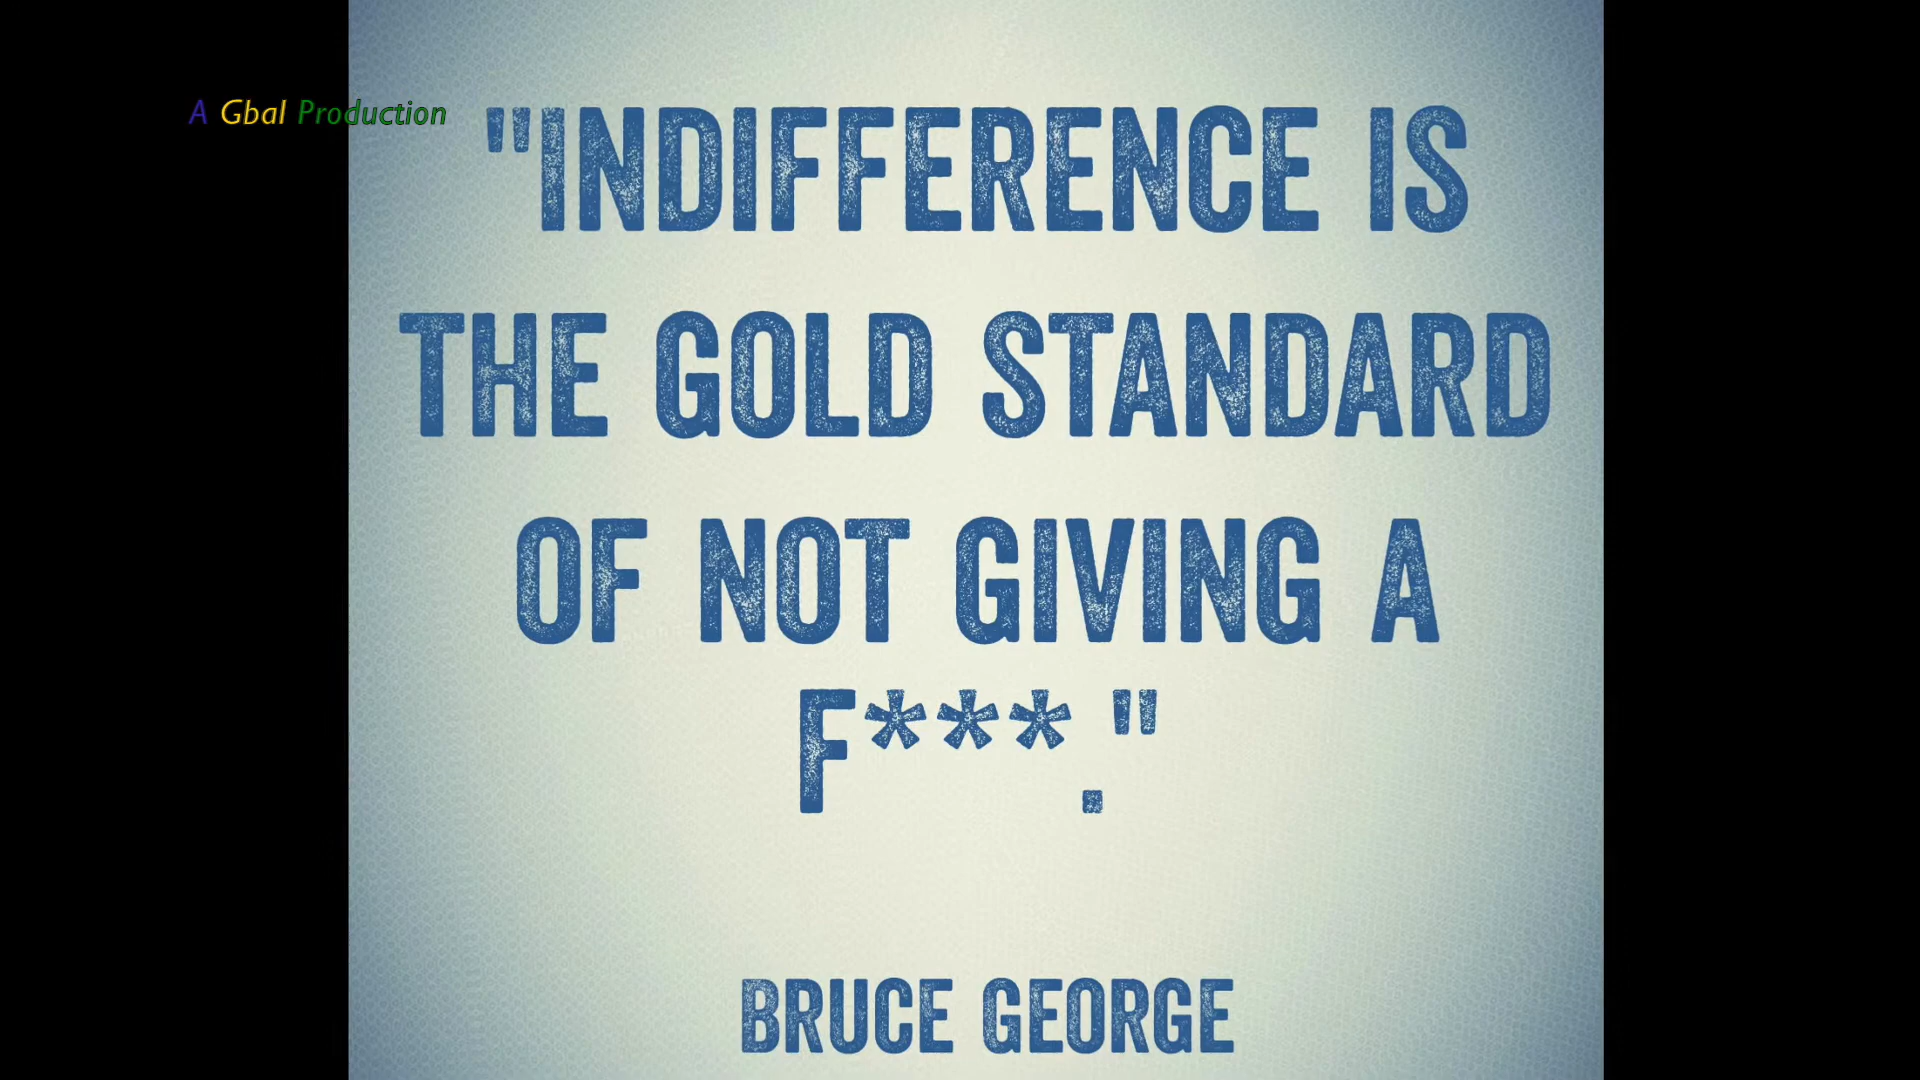 A Gbal Production
"INDIFFERENCE IS
THE GOLD STANDARD
OF NOT GIVING A
F***."
BRUCE GEORGE